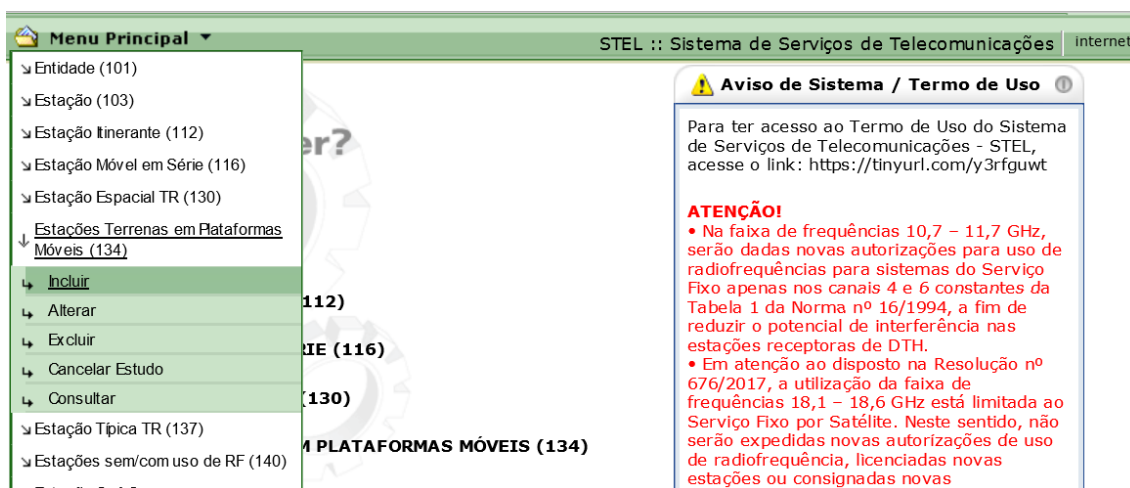 Menu Principal
STEL :: Sistema de Serviços de Telecomunicações
internet
Entidade (101)
Estação (103)
Estação Itinerante (112)
Estação Móvel em Série (116)
Estação Espacial TR (130)
Estações Terrenas em Plataformas
Móveis (134)
Incluir
Alterar
Excluir
Cancelar Estudo
Consultar
Estação Típica TR (137)
Estações sem/com uso de RF (140)
er?
112)
RIE (116)
(130)
M PLATAFORMAS MÓVEIS (134)
Aviso de Sistema / Termo de Uso
Para ter acesso ao Termo de Uso do Sistema
de Serviços de Telecomunicações - STEL,
acesse o link: https://tinyurl.com/y3rfguwt
ATENÇÃO!
• Na faixa de frequências 10,7 – 11,7 GHz,
serão dadas novas autorizações para uso de
radiofrequências para sistemas do Serviço
Fixo apenas nos canais 4 e 6 constantes da
Tabela 1 da Norma nº 16/1994, a fim de
reduzir o potencial de interferência nas
estações receptoras de DTH.
• Em atenção ao disposto na Resolução nº
676/2017, a utilização da faixa de
frequências 18,1 – 18,6 GHz está limitada ao
Serviço Fixo por Satélite. Neste sentido, não
serão expedidas novas autorizações de uso
de radiofrequência, licenciadas novas
estações ou consignadas novas